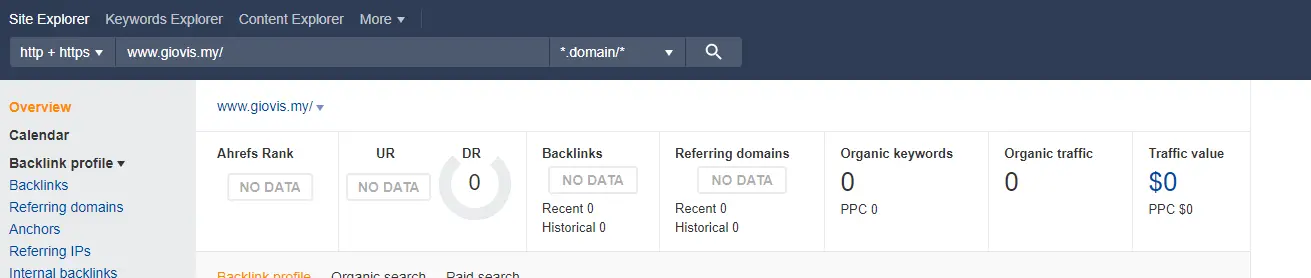 Site Explorer Keywords Explorer Content Explorer More
http + https www.giovis.my/ *.domain/*
Overview
Calendar
Backlink profile
Backlinks
Referring domains
Anchors
Referring IPs
Internal backlinks
www.giovis.my/
Ahrefs Rank UR DR Backlinks Referring domains Organic keywords Organic traffic Traffic value
NO DATA NO DATA 0 NO DATA NO DATA 0 0 $0
Recent 0 Recent 0 PPC 0 PPC $0
Historical 0 Historical 0
Backlink profile Organic search Paid search